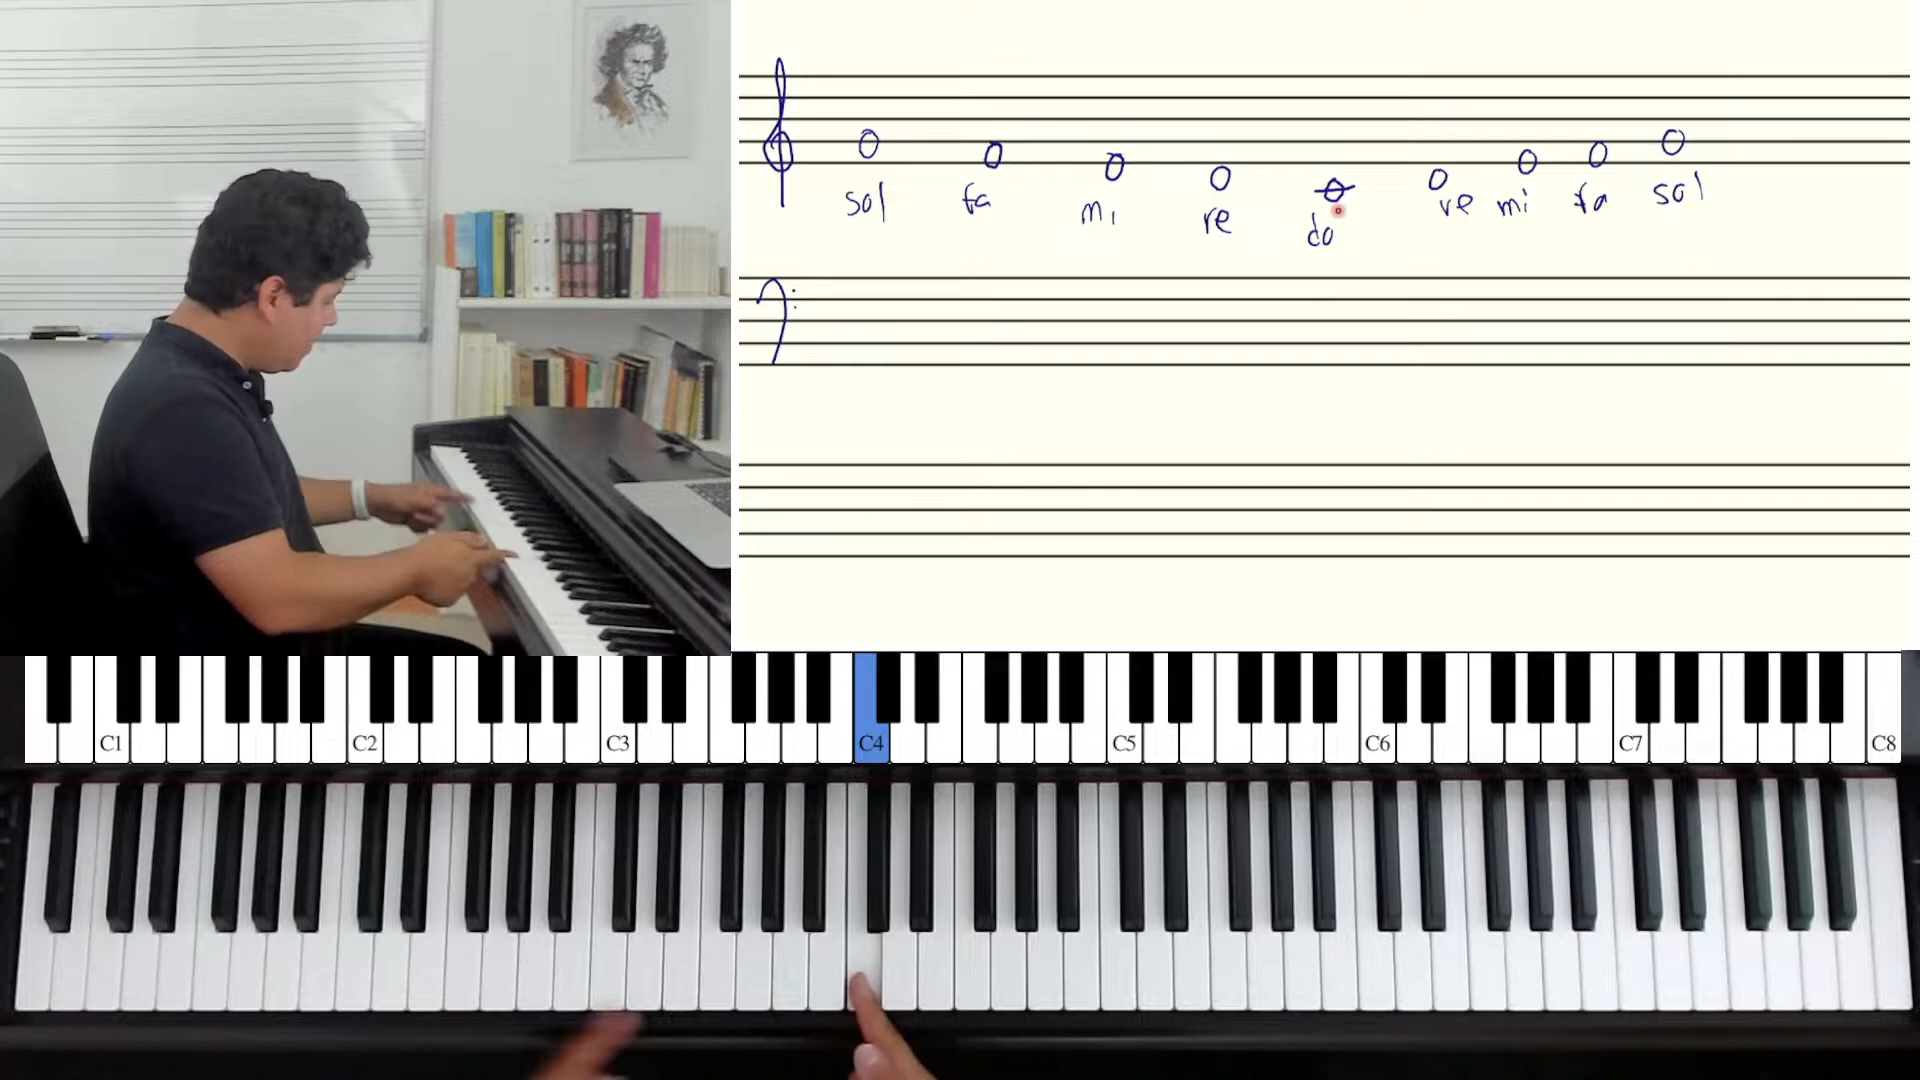 sol fa mi re do re mi fa sol
C1 C2 C3 C4 C5 C6 C7 C8